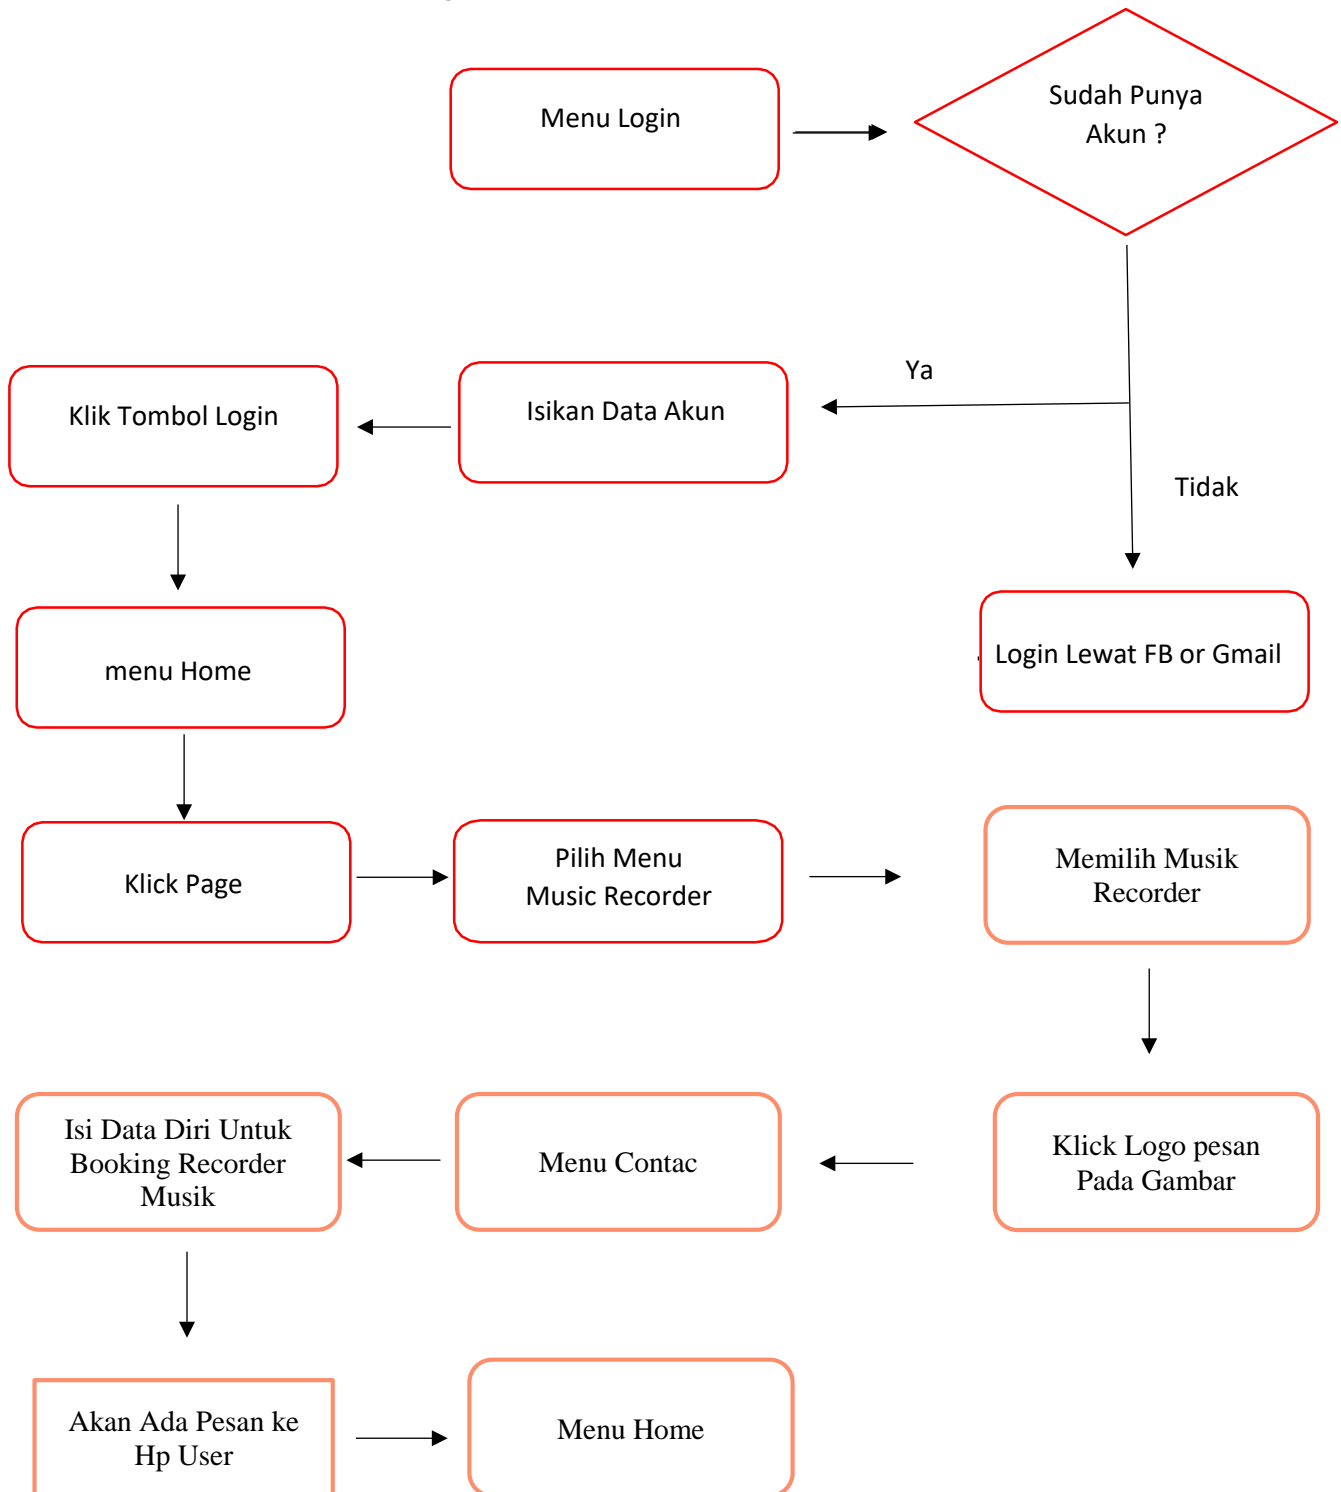 Menu Login
Sudah Punya
Akun ?
Ya
Klik Tombol Login
Isikan Data Akun
Tidak
menu Home
Login Lewat FB or Gmail
Klick Page
Pilih Menu
Music Recorder
Memilih Musik
Recorder
Isi Data Diri Untuk
Booking Recorder
Musik
Menu Contac
Klick Logo pesan
Pada Gambar
Akan Ada Pesan ke
Hp User
Menu Home